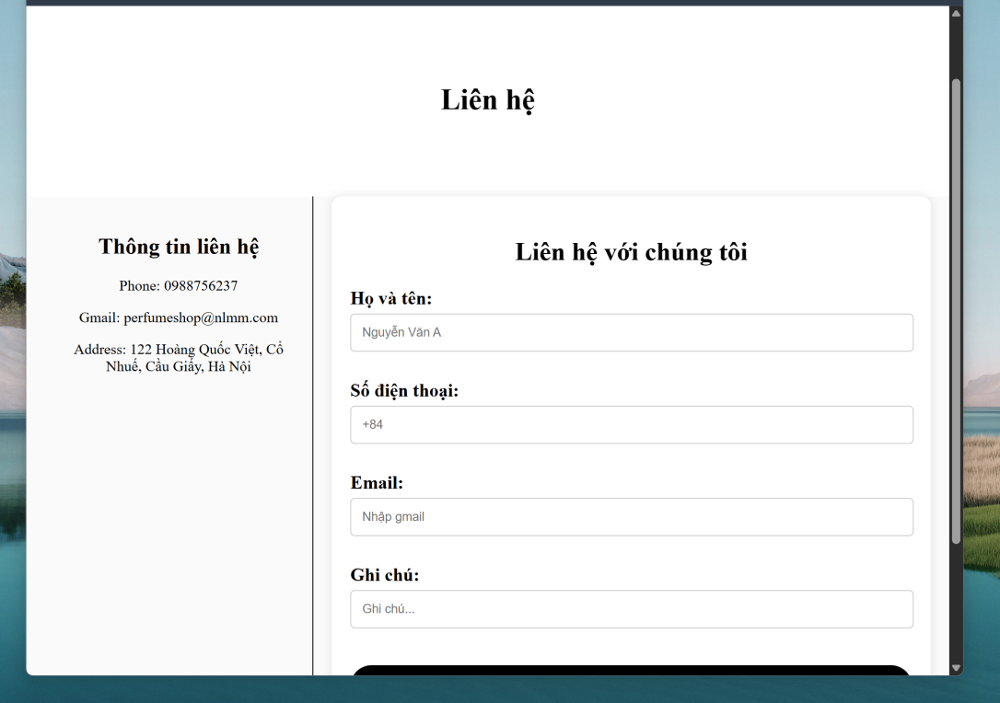 Liên hệ
Thông tin liên hệ
Phone: 0988756237
Gmail: perfumeshop@nlmm.com
Address: 122 Hoàng Quốc Việt, Cổ
Nhuế, Cầu Giấy, Hà Nội
Liên hệ với chúng tôi
Họ và tên:
Nguyễn Văn A
Số điện thoại:
+84
Email:
Nhập gmail
Ghi chú:
Ghi chú...